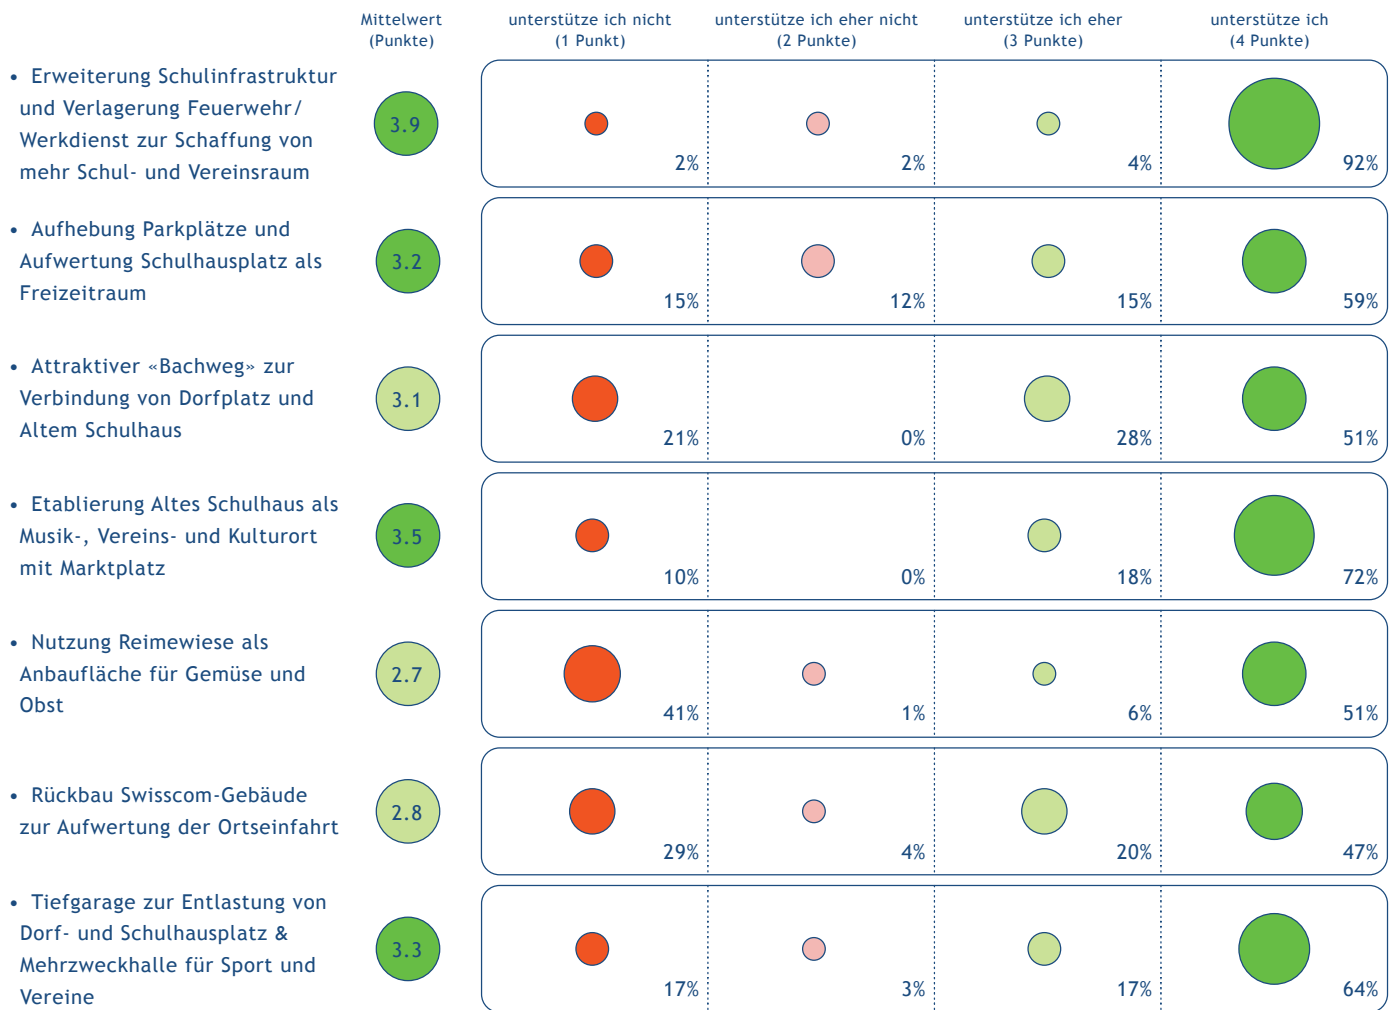 Mittelwert
(Punkte)
unterstütze ich nicht
(1 Punkt)
unterstütze ich eher nicht
(2 Punkte)
unterstütze ich eher
(3 Punkte)
unterstütze ich
(4 Punkte)
• Erweiterung Schulinfrastruktur
und Verlagerung Feuerwehr/
Werkdienst zur Schaffung von
mehr Schul- und Vereinsraum
3.9
2%
2%
4%
92%
• Aufhebung Parkplätze und
Aufwertung Schulhausplatz als
Freizeitraum
3.2
15%
12%
15%
59%
• Attraktiver «Bachweg» zur
Verbindung von Dorfplatz und
Altem Schulhaus
3.1
21%
0%
28%
51%
• Etablierung Altes Schulhaus als
Musik-, Vereins- und Kulturort
mit Marktplatz
3.5
10%
0%
18%
72%
• Nutzung Reimewiese als
Anbaufläche für Gemüse und
Obst
2.7
41%
1%
6%
51%
• Rückbau Swisscom-Gebäude
zur Aufwertung der Ortseinfahrt
2.8
29%
4%
20%
47%
• Tiefgarage zur Entlastung von
Dorf- und Schulhausplatz &
Mehrzweckhalle für Sport und
Vereine
3.3
17%
3%
17%
64%